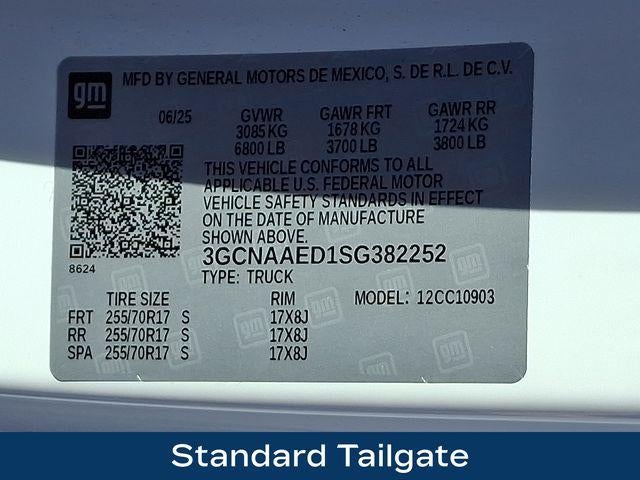 gm
MFD BY GENERAL MOTORS DE MEXICO, S. DE R.L. DE C.V.
06/25 GVWR GAWR FRT GAWR RR
3085 KG 1678 KG 1724 KG
6800 LB 3700 LB 3800 LB
THIS VEHICLE CONFORMS TO ALL
APPLICABLE U.S. FEDERAL MOTOR
VEHICLE SAFETY STANDARDS IN EFFECT
ON THE DATE OF MANUFACTURE
SHOWN ABOVE.
3GCNAAED1SG382252
8624
TYPE: TRUCK
TIRE SIZE RIM MODEL: 12CC10903
FRT 255/70R17 S 17X8J
RR 255/70R17 S 17X8J
SPA 255/70R17 S 17X8J
Standard Tailgate